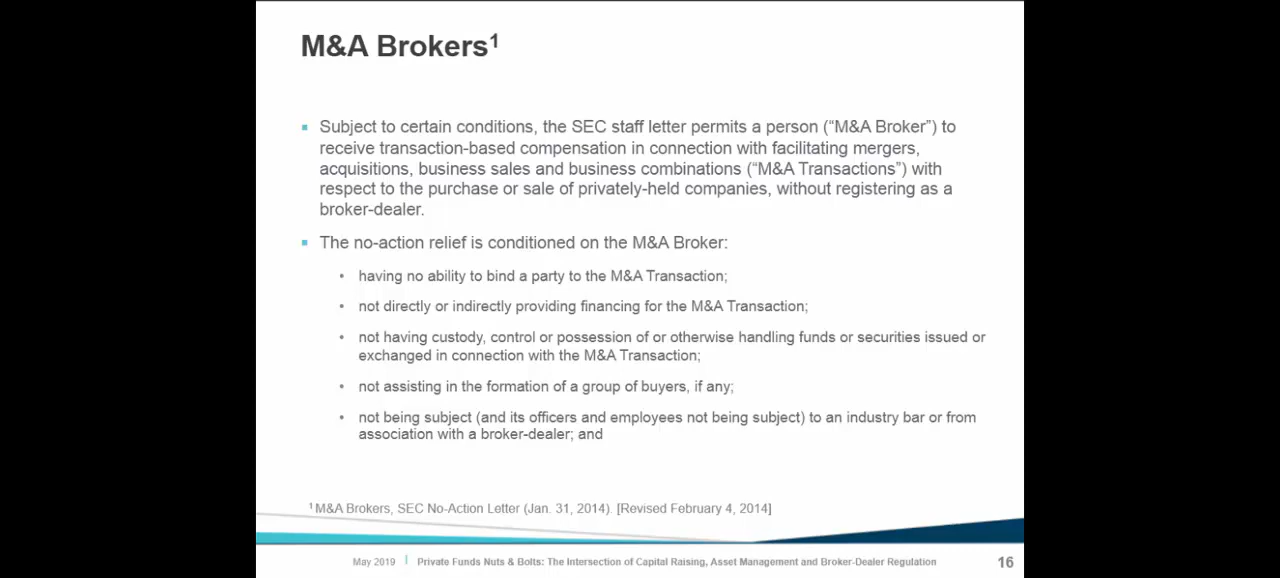 M&A Brokers¹
▪ Subject to certain conditions, the SEC staff letter permits a person (“M&A Broker”) to
receive transaction-based compensation in connection with facilitating mergers,
acquisitions, business sales and business combinations (“M&A Transactions”) with
respect to the purchase or sale of privately-held companies, without registering as a
broker-dealer.
▪ The no-action relief is conditioned on the M&A Broker:
• having no ability to bind a party to the M&A Transaction;
• not directly or indirectly providing financing for the M&A Transaction;
• not having custody, control or possession of or otherwise handling funds or securities issued or
exchanged in connection with the M&A Transaction;
• not assisting in the formation of a group of buyers, if any;
• not being subject (and its officers and employees not being subject) to an industry bar or from
association with a broker-dealer; and
¹ M&A Brokers, SEC No-Action Letter (Jan. 31, 2014). [Revised February 4, 2014]
May 2019 | Private Funds Nuts & Bolts: The Intersection of Capital Raising, Asset Management and Broker-Dealer Regulation 16